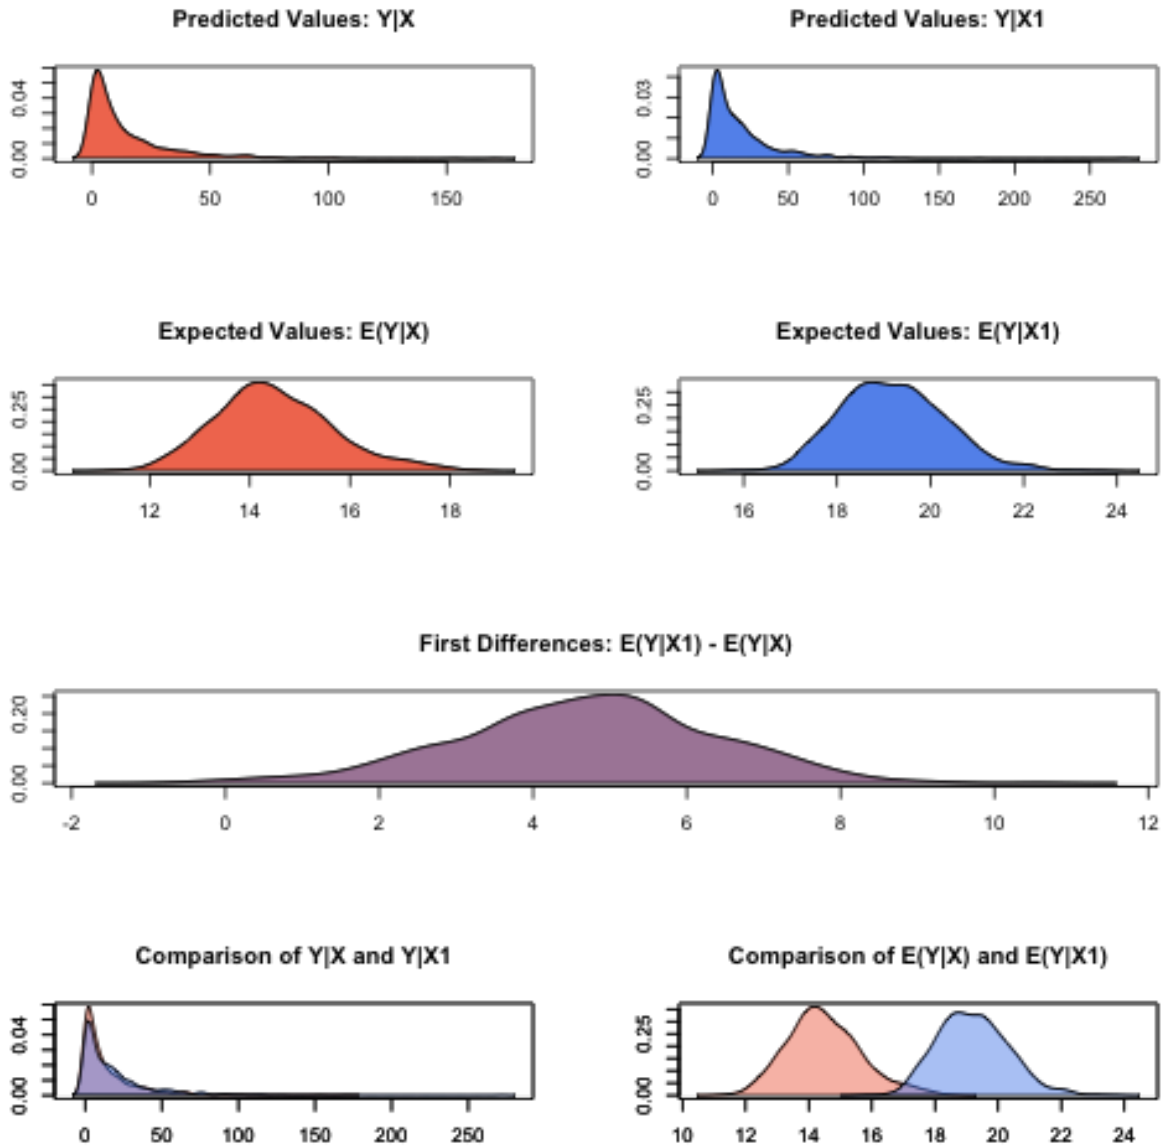 Predicted Values: Y|X
0.04
0.00
0 50 100 150
Predicted Values: Y|X1
0.03
0.00
0 50 100 150 200 250
Expected Values: E(Y|X)
0.25
0.00
12 14 16 18
Expected Values: E(Y|X1)
0.25
0.00
16 18 20 22 24
First Differences: E(Y|X1) - E(Y|X)
0.20
0.00
-2 0 2 4 6 8 10 12
Comparison of Y|X and Y|X1
0.04
0.00
0 50 100 150 200 250
Comparison of E(Y|X) and E(Y|X1)
0.25
0.00
10 12 14 16 18 20 22 24